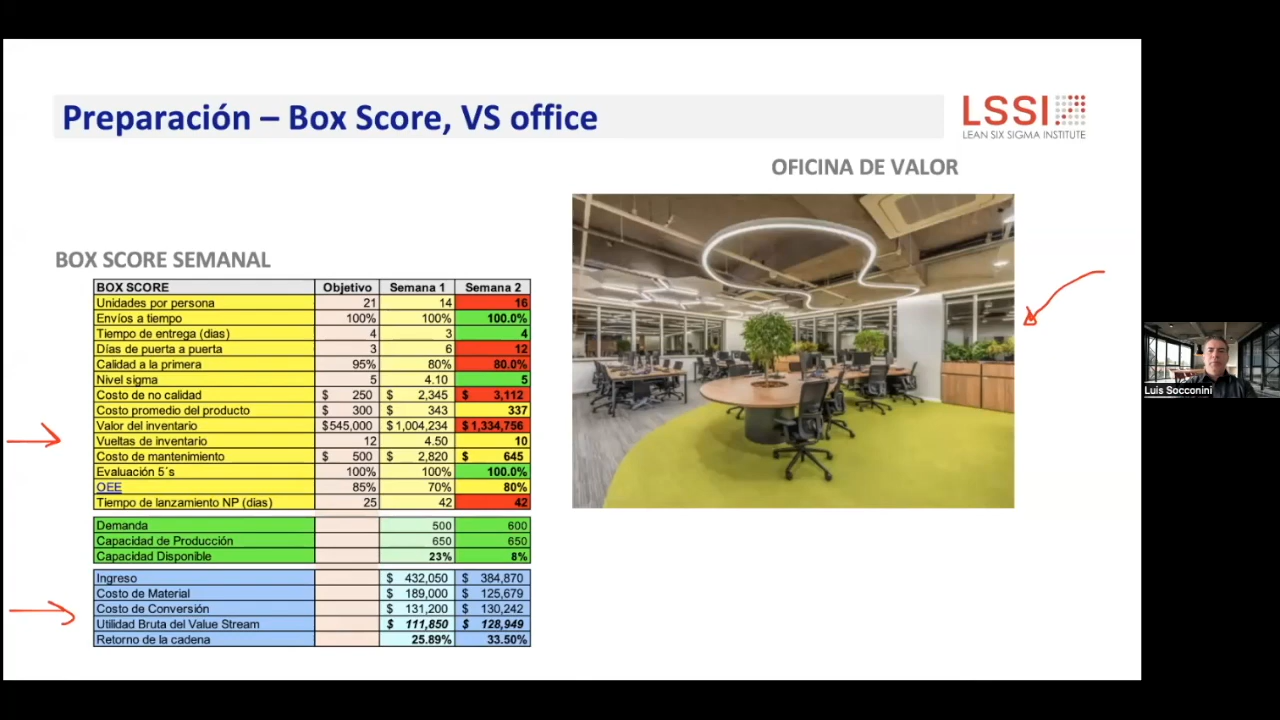 Preparación – Box Score, VS office
LSSI
LEAN SIX SIGMA INSTITUTE
OFICINA DE VALOR
BOX SCORE SEMANAL
BOX SCORE Objetivo Semana 1 Semana 2
Unidades por persona 21 14 16
Envíos a tiempo 100% 100% 100.0%
Tiempo de entrega (dias) 4 3 4
Días de puerta a puerta 3 6 12
Calidad a la primera 95% 80% 80.0%
Nivel sigma 5 4.10 5
Costo de no calidad $ 250 $ 2,345 $ 3,112
Costo promedio del producto $ 300 $ 343 337
Valor del inventario $545,000 $ 1,004,234 $ 1,334,756
Vueltas de inventario 12 4.50 10
Costo de mantenimiento $ 500 $ 2,820 $ 645
Evaluación 5´s 100% 100% 100.0%
OEE 85% 70% 80%
Tiempo de lanzamiento NP (dias) 25 42 42
Demanda 500 600
Capacidad de Producción 650 650
Capacidad Disponible 23% 8%
Ingreso $ 432,050 $ 384,870
Costo de Material $ 189,000 $ 125,679
Costo de Conversión $ 131,200 $ 130,242
Utilidad Bruta del Value Stream $ 111,850 $ 128,949
Retorno de la cadena 25.89% 33.50%
Luis Socconini